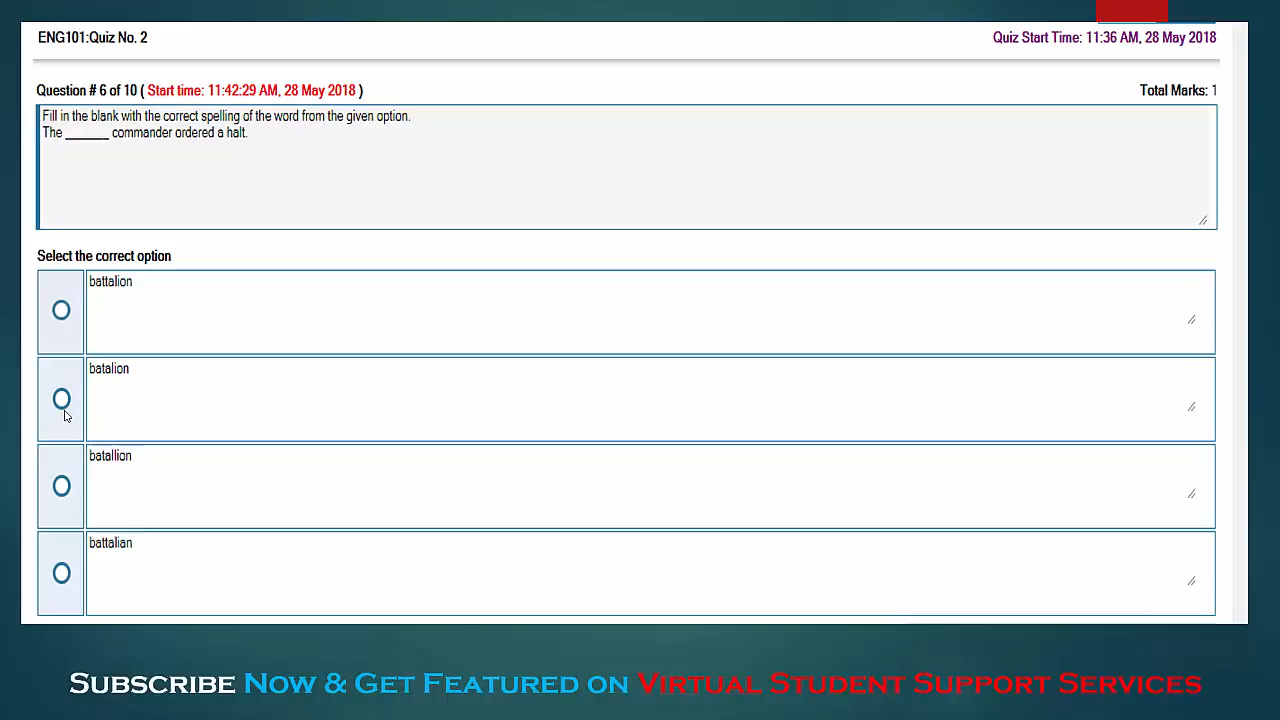 ENG101:Quiz No. 2
Quiz Start Time: 11:36 AM, 28 May 2018
Question # 6 of 10 ( Start time: 11:42:29 AM, 28 May 2018 )
Total Marks: 1
Fill in the blank with the correct spelling of the word from the given option.
The _______ commander ordered a halt.
Select the correct option
battalion
batalion
batallion
battalian
Subscribe Now & Get Featured on Virtual Student Support Services